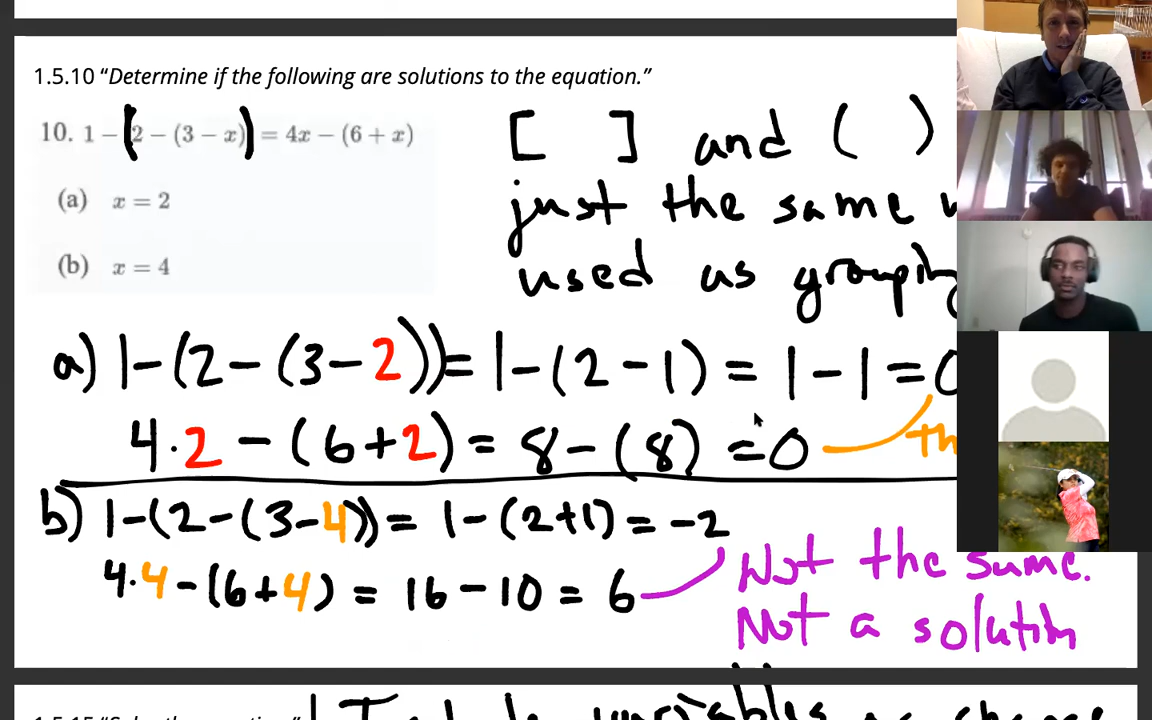 1.5.10 “Determine if the following are solutions to the equation.”
10. 1 − (2 − (3 − x)) = 4x − (6 + x)
(a) x = 2
(b) x = 4
[ ] and ( )
just the same
used as
a) 1-(2-(3-2))= 1-(2-1) = 1-1=0
4·2 - (6+2) = 8-(8) =0
b) 1-(2-(3-4))= 1-(2+1) = -2
4·4-(6+4) = 16-10 = 6
Not the same.
Not a solution
variables as